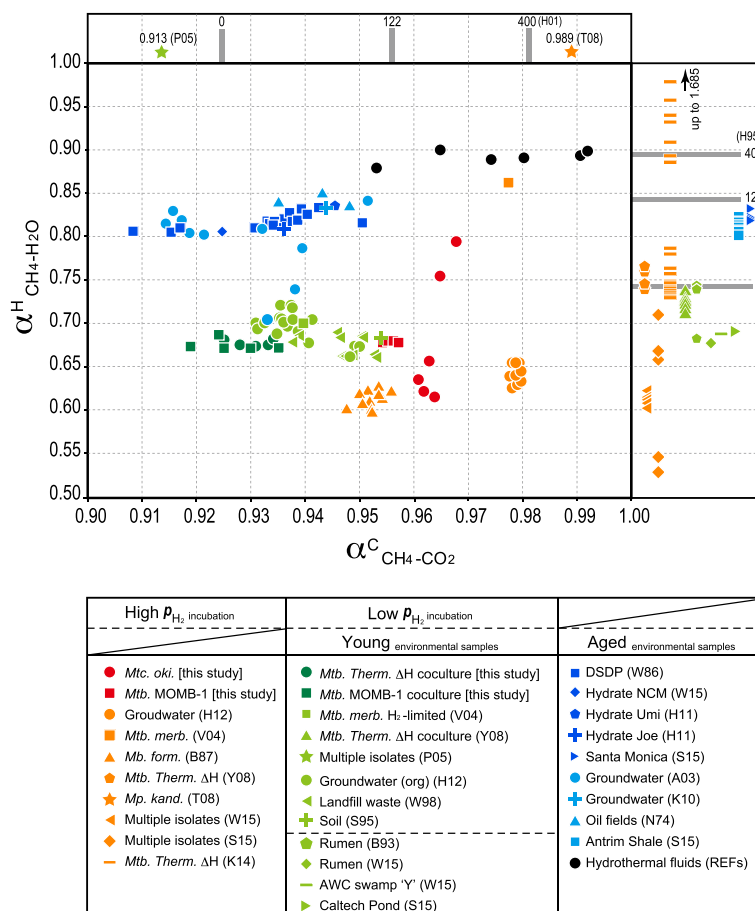 0
122
400 (H01)
0.913 (P05)
0.989 (T08)
1.00
0.95
0.90
0.85
0.80
0.75
0.70
0.65
0.60
0.55
0.50
αH CH4-H2O
up to 1.685
(H95
40
12
0.90
0.91
0.92
0.93
0.94
0.95
0.96
0.97
0.98
0.99
1.00
αC CH4-CO2
High pH2 incubation
Low pH2 incubation
Young environmental samples
Aged environmental samples
Mtc. oki. [this study]
Mtb. MOMB-1 [this study]
Groudwater (H12)
Mtb. merb. (V04)
Mb. form. (B87)
Mtb. Therm. ΔH (Y08)
Mp. kand. (T08)
Multiple isolates (W15)
Multiple isolates (S15)
Mtb. Therm. ΔH (K14)
Mtb. Therm. ΔH coculture [this study]
Mtb. MOMB-1 coculture [this study]
Mtb. merb. H2-limited (V04)
Mtb. Therm. ΔH coculture (Y08)
Multiple isolates (P05)
Groundwater (org) (H12)
Landfill waste (W98)
Soil (S95)
Rumen (B93)
Rumen (W15)
AWC swamp ‘Y’ (W15)
Caltech Pond (S15)
DSDP (W86)
Hydrate NCM (W15)
Hydrate Umi (H11)
Hydrate Joe (H11)
Santa Monica (S15)
Groundwater (A03)
Groundwater (K10)
Oil fields (N74)
Antrim Shale (S15)
Hydrothermal fluids (REFs)